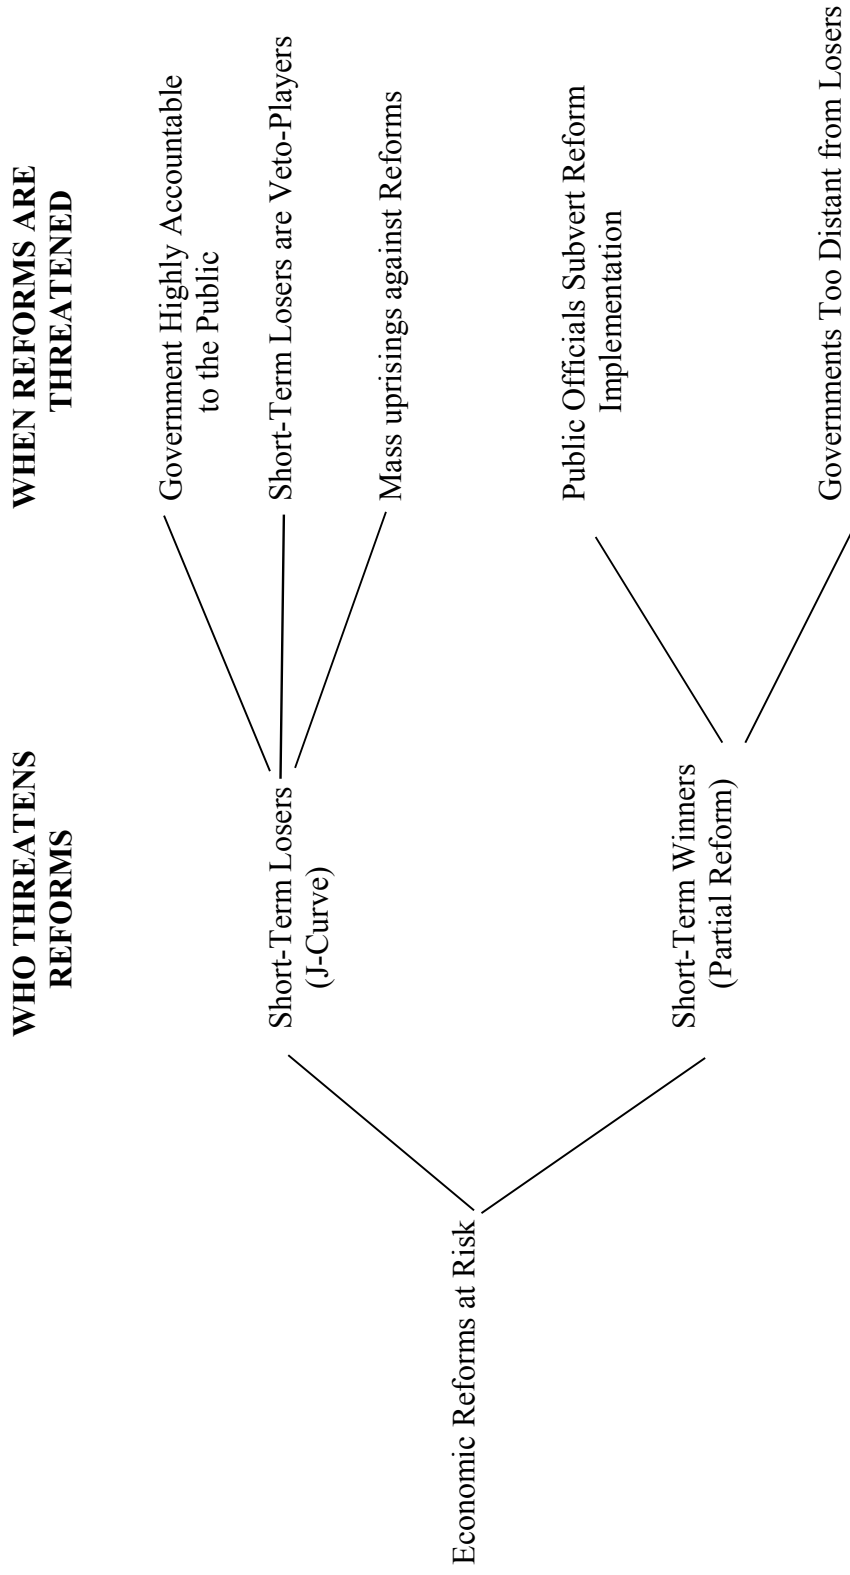 WHO THREATENS
REFORMS
WHEN REFORMS ARE
THREATENED
Economic Reforms at Risk
Short-Term Losers
(J-Curve)
Government Highly Accountable
to the Public
Short-Term Losers are Veto-Players
Mass uprisings against Reforms
Short-Term Winners
(Partial Reform)
Public Officials Subvert Reform
Implementation
Governments Too Distant from Losers